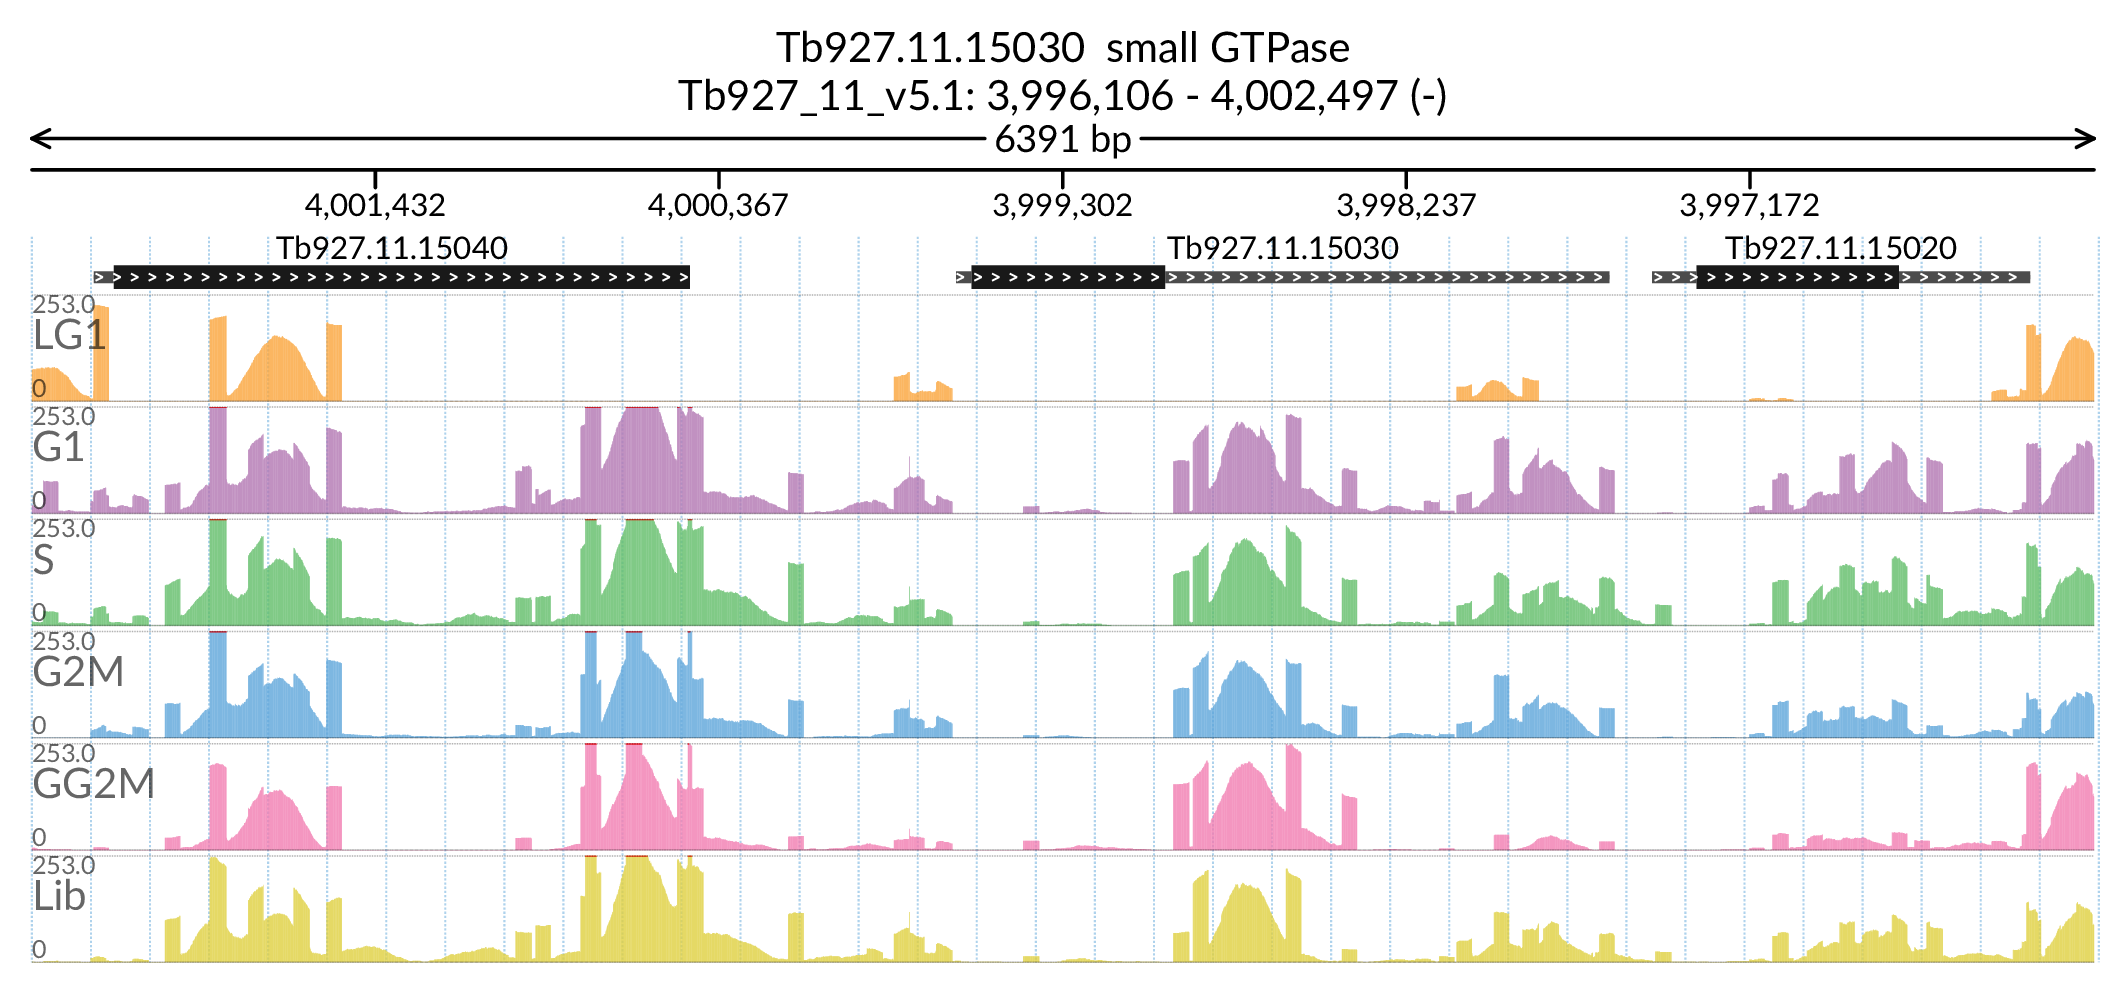 Tb927.11.15030 small GTPase
Tb927_11_v5.1: 3,996,106 - 4,002,497 (-)
6391 bp
4,001,432 4,000,367 3,999,302 3,998,237 3,997,172
Tb927.11.15040 Tb927.11.15030 Tb927.11.15020
253.0
LG1
0
253.0
G1
0
253.0
S
0
253.0
G2M
0
253.0
GG2M
0
253.0
Lib
0